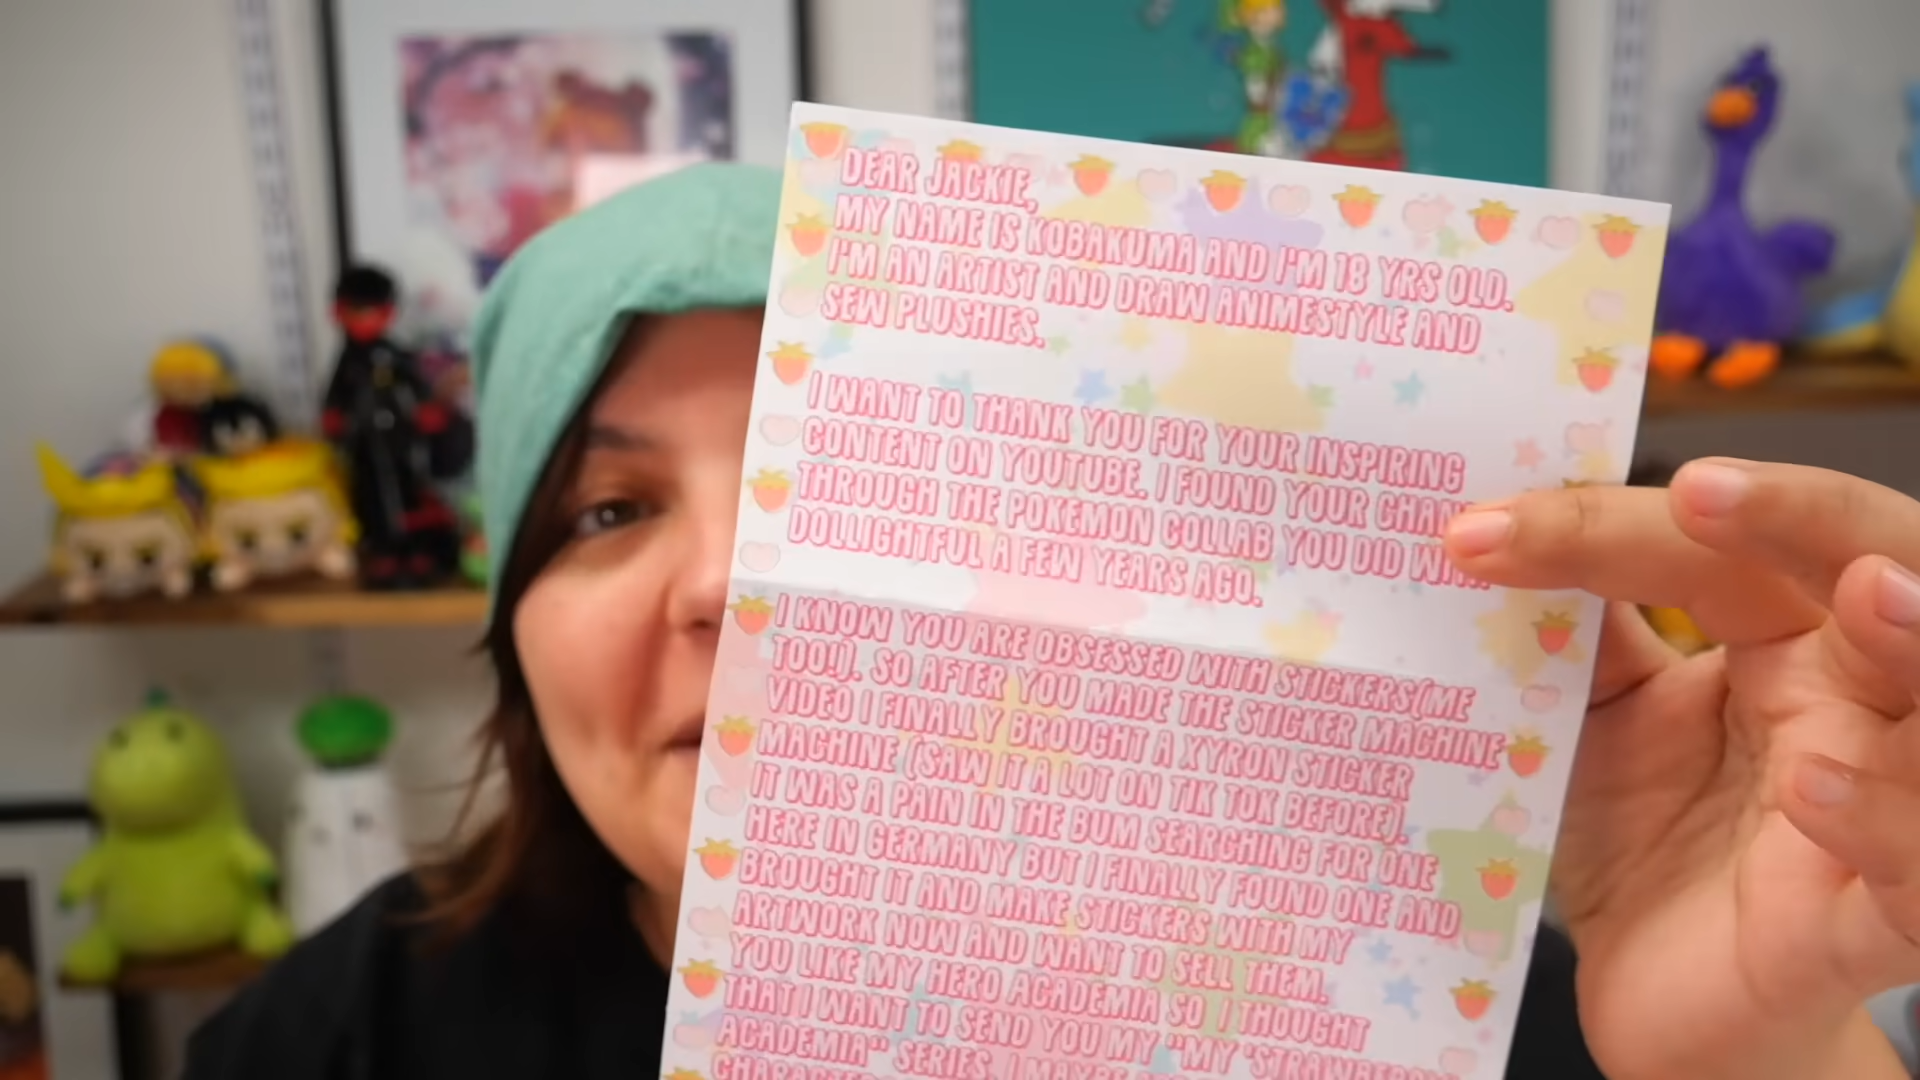 DEAR JACKIE,
MY NAME IS KOBAKUMA AND I'M 18 YRS OLD.
I'M AN ARTIST AND DRAW ANIMESTYLE AND
SEW PLUSHIES.
I WANT TO THANK YOU FOR YOUR INSPIRING
CONTENT ON YOUTUBE. I FOUND YOUR CHAN
THROUGH THE POKEMON COLLAB YOU DID WITH
DOLLIGHTFUL A FEW YEARS AGO.
I KNOW YOU ARE OBSESSED WITH STICKERS(ME
TOO!). SO AFTER YOU MADE THE STICKER MACHINE
VIDEO I FINALLY BROUGHT A XYRON STICKER
MACHINE (SAW IT A LOT ON TIK TOK BEFORE).
IT WAS A PAIN IN THE BUM SEARCHING FOR ONE
HERE IN GERMANY BUT I FINALLY FOUND ONE AND
BROUGHT IT AND MAKE STICKERS WITH MY
ARTWORK NOW AND WANT TO SELL THEM.
YOU LIKE MY HERO ACADEMIA SO I THOUGHT
THAT I WANT TO SEND YOU MY "MY 'STRAWBERRY
ACADEMIA" SERIES. I MAYBE